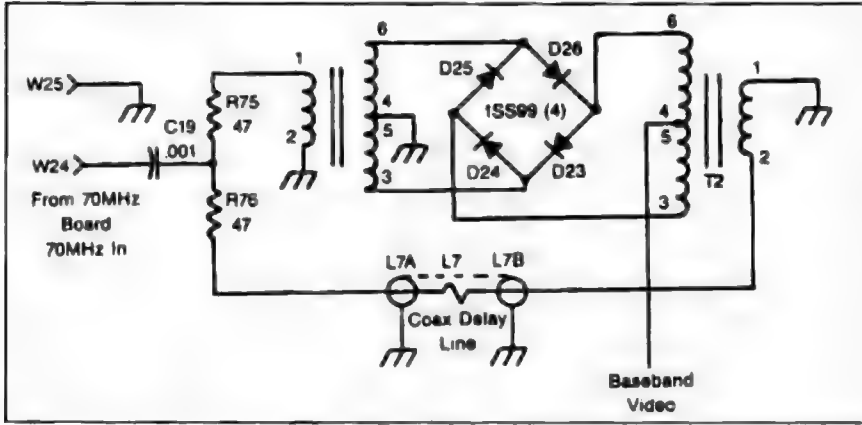 6
6
D25
D26
W25
1
1
R75
47
4
5
1SS99 (4)
4
5
C19
.001
2
2
W24
T2
D24
D23
3
3
From 70MHz
Board
70MHz In
R76
47
L7A
L7
L7B
Coax Delay
Line
Baseband
Video